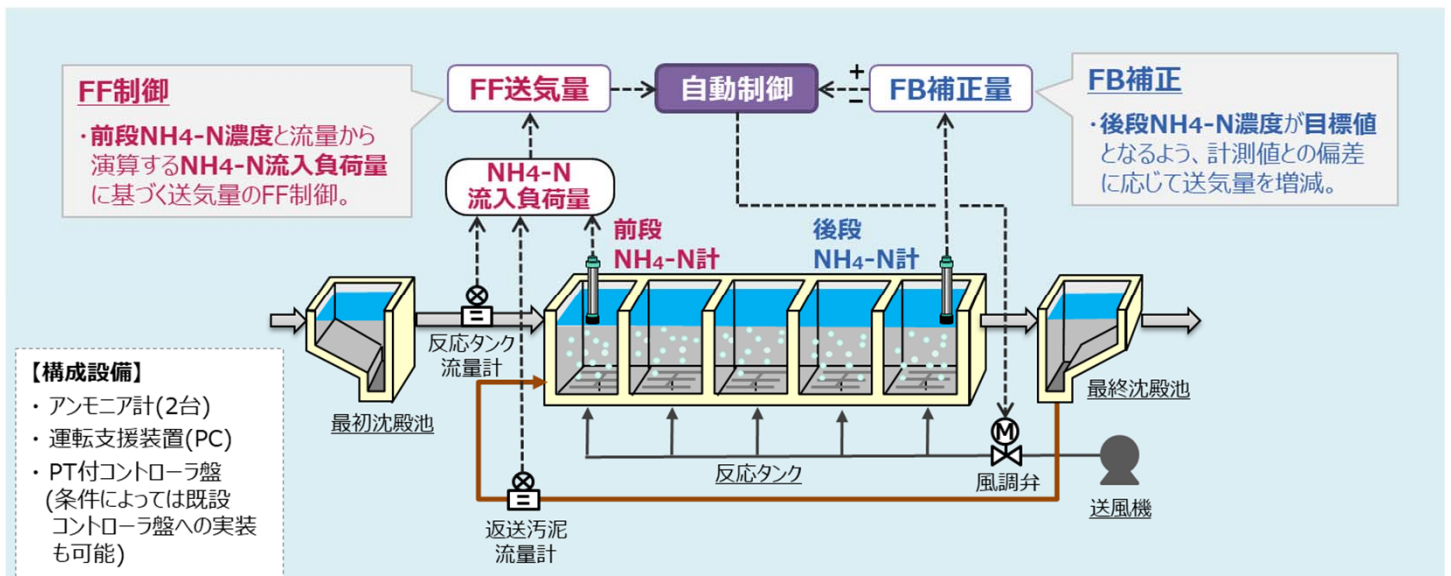 FF制御
・前段NH4-N濃度と流量から
演算するNH4-N流入負荷量
に基づく送気量のFF制御。
FF送気量
自動制御
+
−
FB補正量
FB補正
・後段NH4-N濃度が目標値
となるよう、計測値との偏差
に応じて送気量を増減。
NH4-N
流入負荷量
前段
NH4-N計
後段
NH4-N計
反応タンク
流量計
最初沈殿池
最終沈殿池
M
反応タンク
風調弁
送風機
返送汚泥
流量計
【構成設備】
・ アンモニア計(2台)
・ 運転支援装置(PC)
・ PT付コントローラ盤
(条件によっては既設
コントローラ盤への実装
も可能)